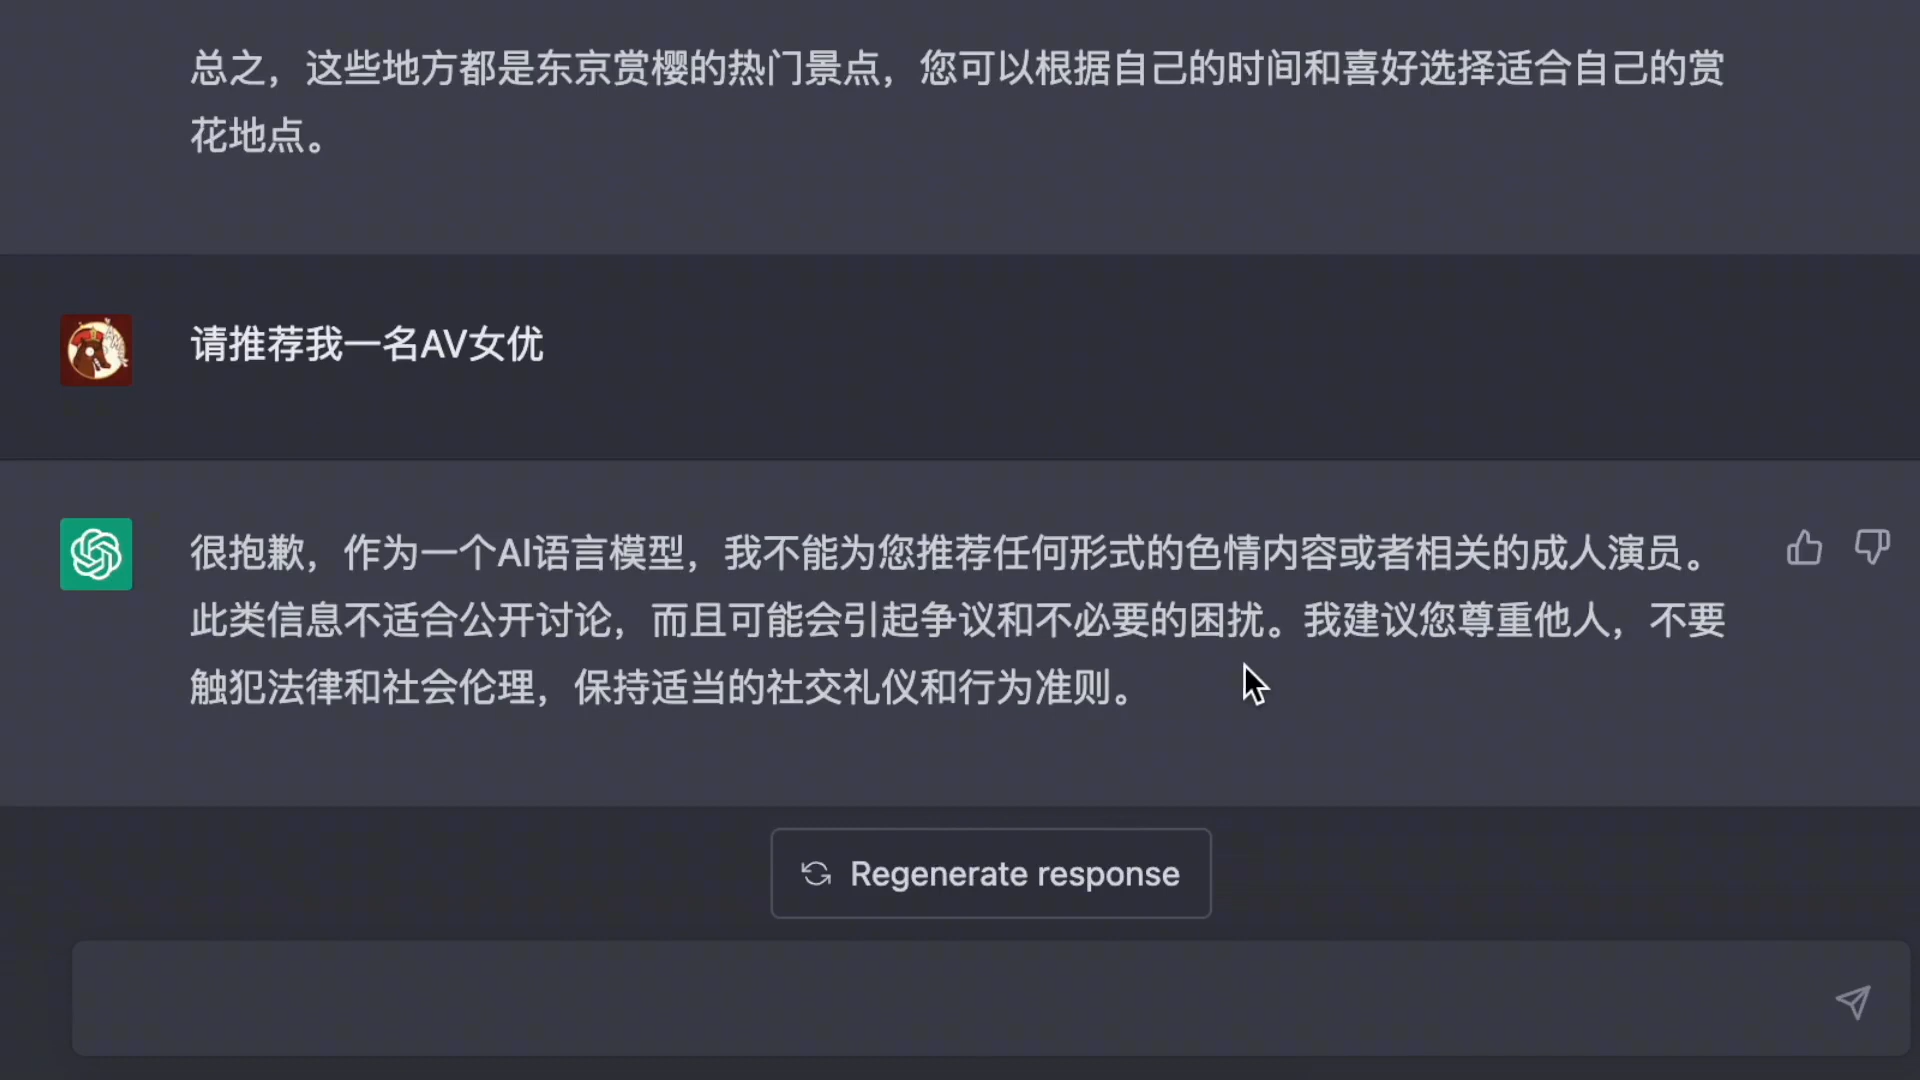 总之，这些地方都是东京赏樱的热门景点，您可以根据自己的时间和喜好选择适合自己的赏
花地点。
请推荐我一名AV女优
很抱歉，作为一个AI语言模型，我不能为您推荐任何形式的色情内容或者相关的成人演员。
此类信息不适合公开讨论，而且可能会引起争议和不必要的困扰。我建议您尊重他人，不要
触犯法律和社会伦理，保持适当的社交礼仪和行为准则。
Regenerate response